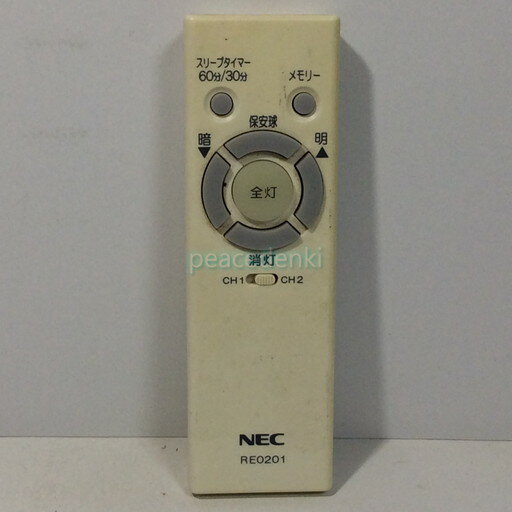 スリープタイマー
60分/30分
メモリー
保安球
暗
明
▼
▲
全灯
消灯
peacedenki
CH1
CH2
NEC
RE0201